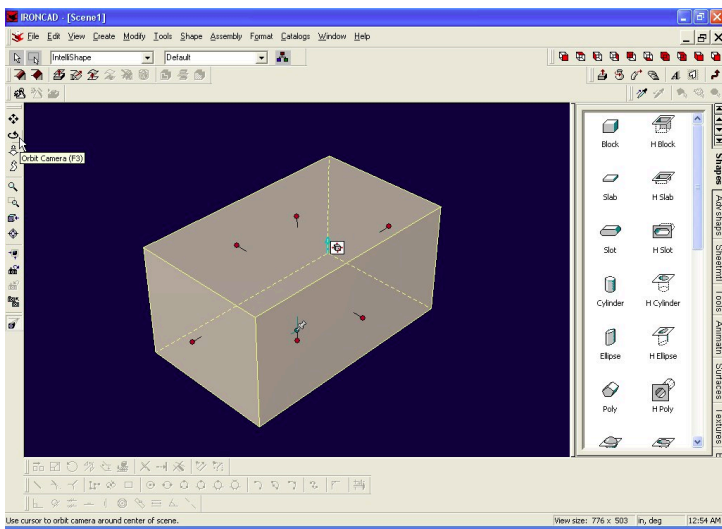 IRONCAD - [Scene1]
File Edit View Create Modify Tools Shape Assembly Format Catalogs Window Help
IntelliShape Default
Orbit Camera (F3)
Block H Block
Slab H Slab
Slot H Slot
Cylinder H Cylinder
Ellipse H Ellipse
Poly H Poly
Shapes
Advshaps
Sheetmtl
Tools
Animatn
Surfaces
Textures
Use cursor to orbit camera around center of scene. View size: 776 x 503 in, deg 12:54 AM